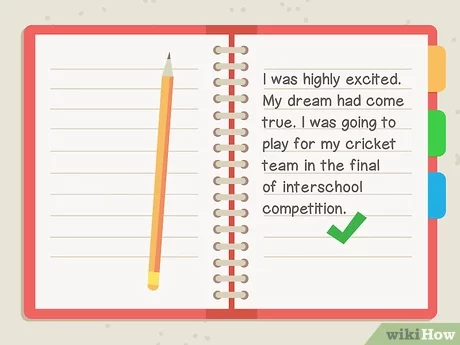 I was highly excited.
My dream had come
true. I was going to
play for my cricket
team in the final
of interschool
competition.
wikiHow